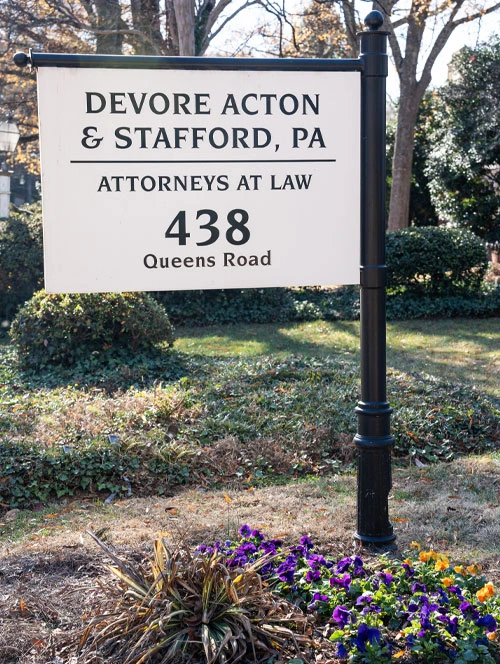 DEVORE ACTON
& STAFFORD, PA
ATTORNEYS AT LAW
438
Queens Road